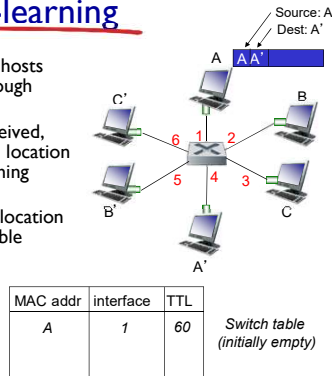 -learning
Source: A
Dest: A’
hosts
ough
A
A A’
C’
B
eived,
location
ning
1
6
2
5
4
3
location
ble
B’
C
A’
MAC addr interface TTL
A 1 60
Switch table
(initially empty)